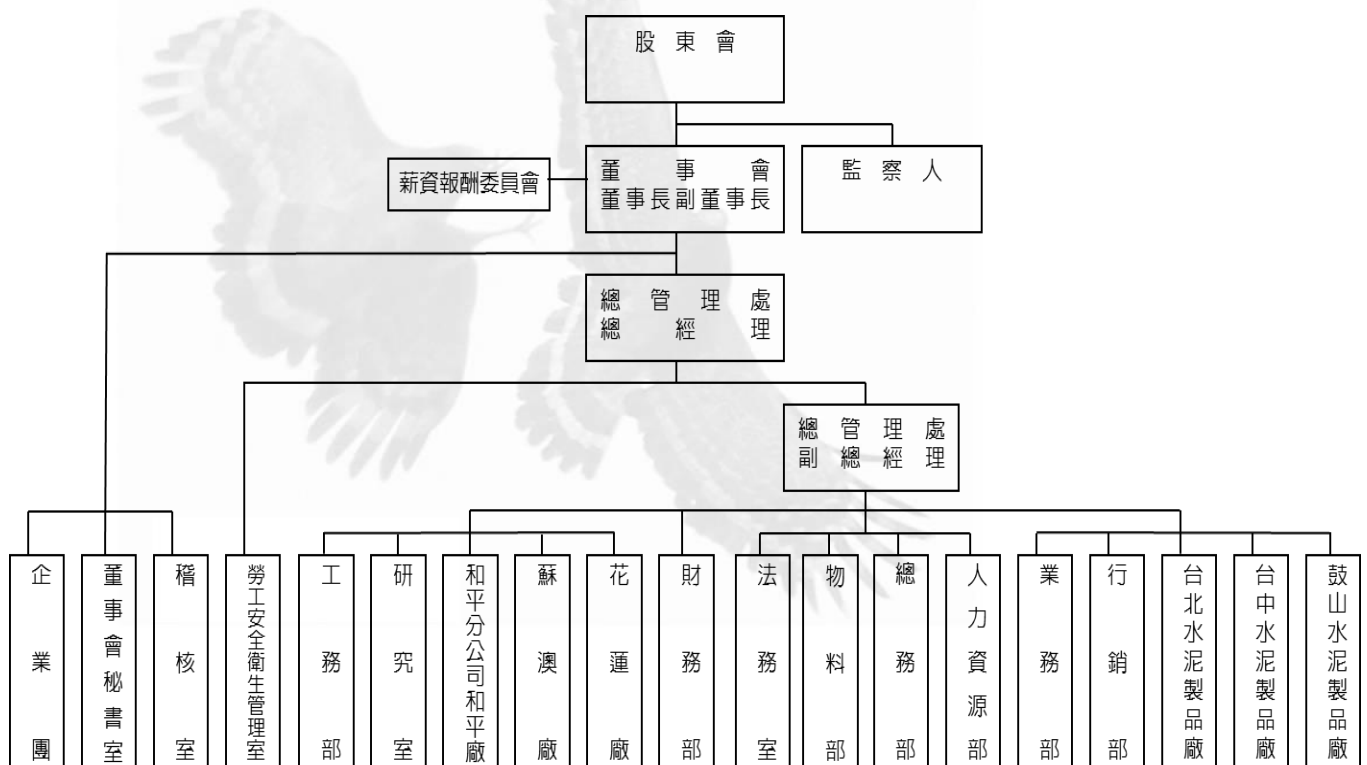 股東會
薪資報酬委員會
董事會
董事長副董事長
監察人
總管理處
總經理
總管理處
副總經理
企業團
董事會秘書室
稽核室
勞工安全衛生管理室
工務部
研究室
和平分公司和平廠
蘇澳廠
花蓮廠
財務部
法務室
物料部
總務部
人力資源部
業務部
行銷部
台北水泥製品廠
台中水泥製品廠
鼓山水泥製品廠